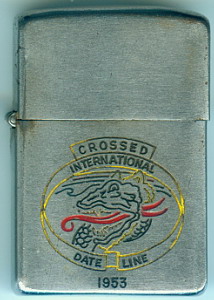 CROSSED
INTERNATIONAL
DATE LINE
1953